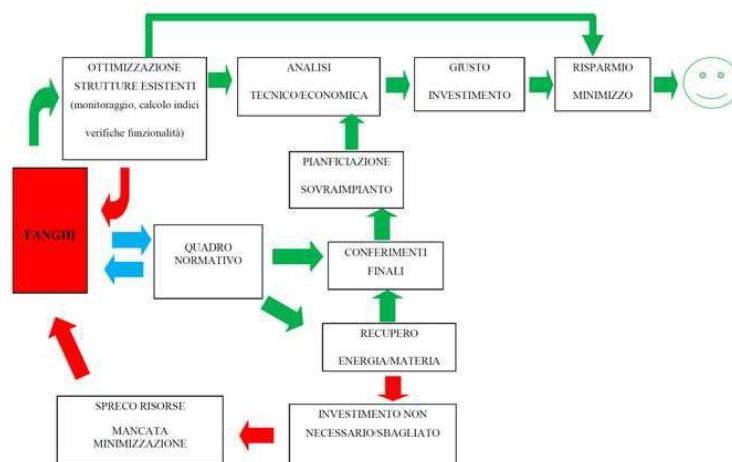 OTTIMIZZAZIONE
STRUTTURE ESISTENTI
(monitoraggio, calcolo indici
verifiche funzionalità)
ANALISI
TECNICO/ECONOMICA
GIUSTO
INVESTIMENTO
RISPARMIO
MINIMIZZO
PIANFICIAZIONE
SOVRAIMPIANTO
FANGHI
QUADRO
NORMATIVO
CONFERIMENTI
FINALI
RECUPERO
ENERGIA/MATERIA
SPRECO RISORSE
MANCATA
MINIMIZZAZIONE
INVESTIMENTO NON
NECESSARIO/SBAGLIATO